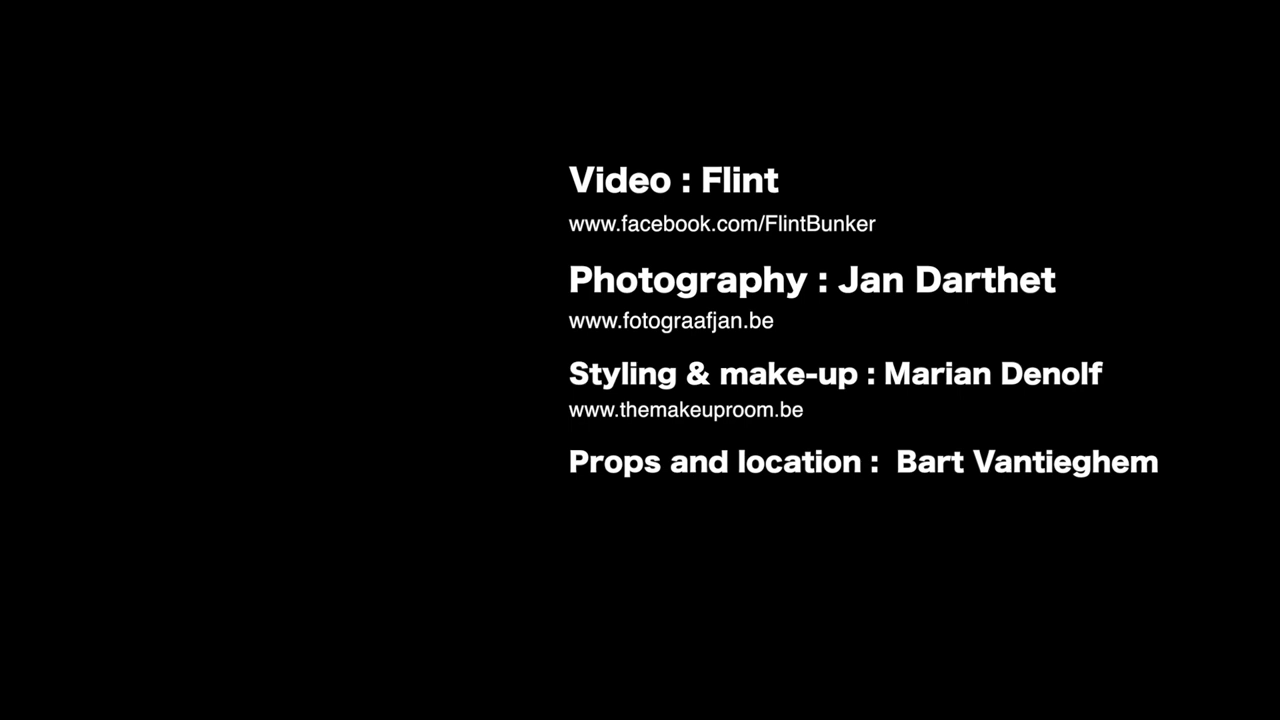 Video : Flint
www.facebook.com/FlintBunker
Photography : Jan Darthet
www.fotograafjan.be
Styling & make-up : Marian Denolf
www.themakeuproom.be
Props and location :  Bart Vantieghem